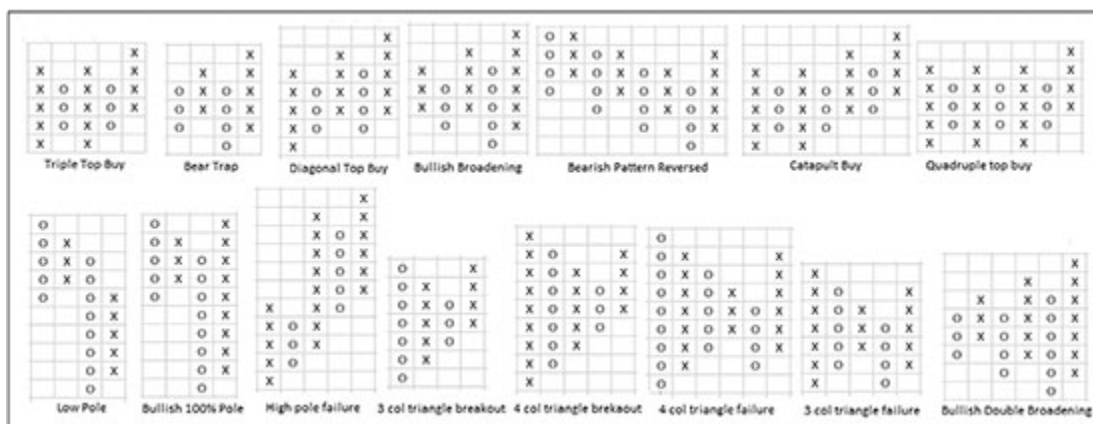 Triple Top Buy
Bear Trap
Diagonal Top Buy
Bullish Broadening
Bearish Pattern Reversed
Catapult Buy
Quadruple top buy
Low Pole
Bullish 100% Pole
High pole failure
3 col triangle breakout
4 col triangle brekaout
4 col triangle failure
3 col triangle failure
Bullish Double Broadening